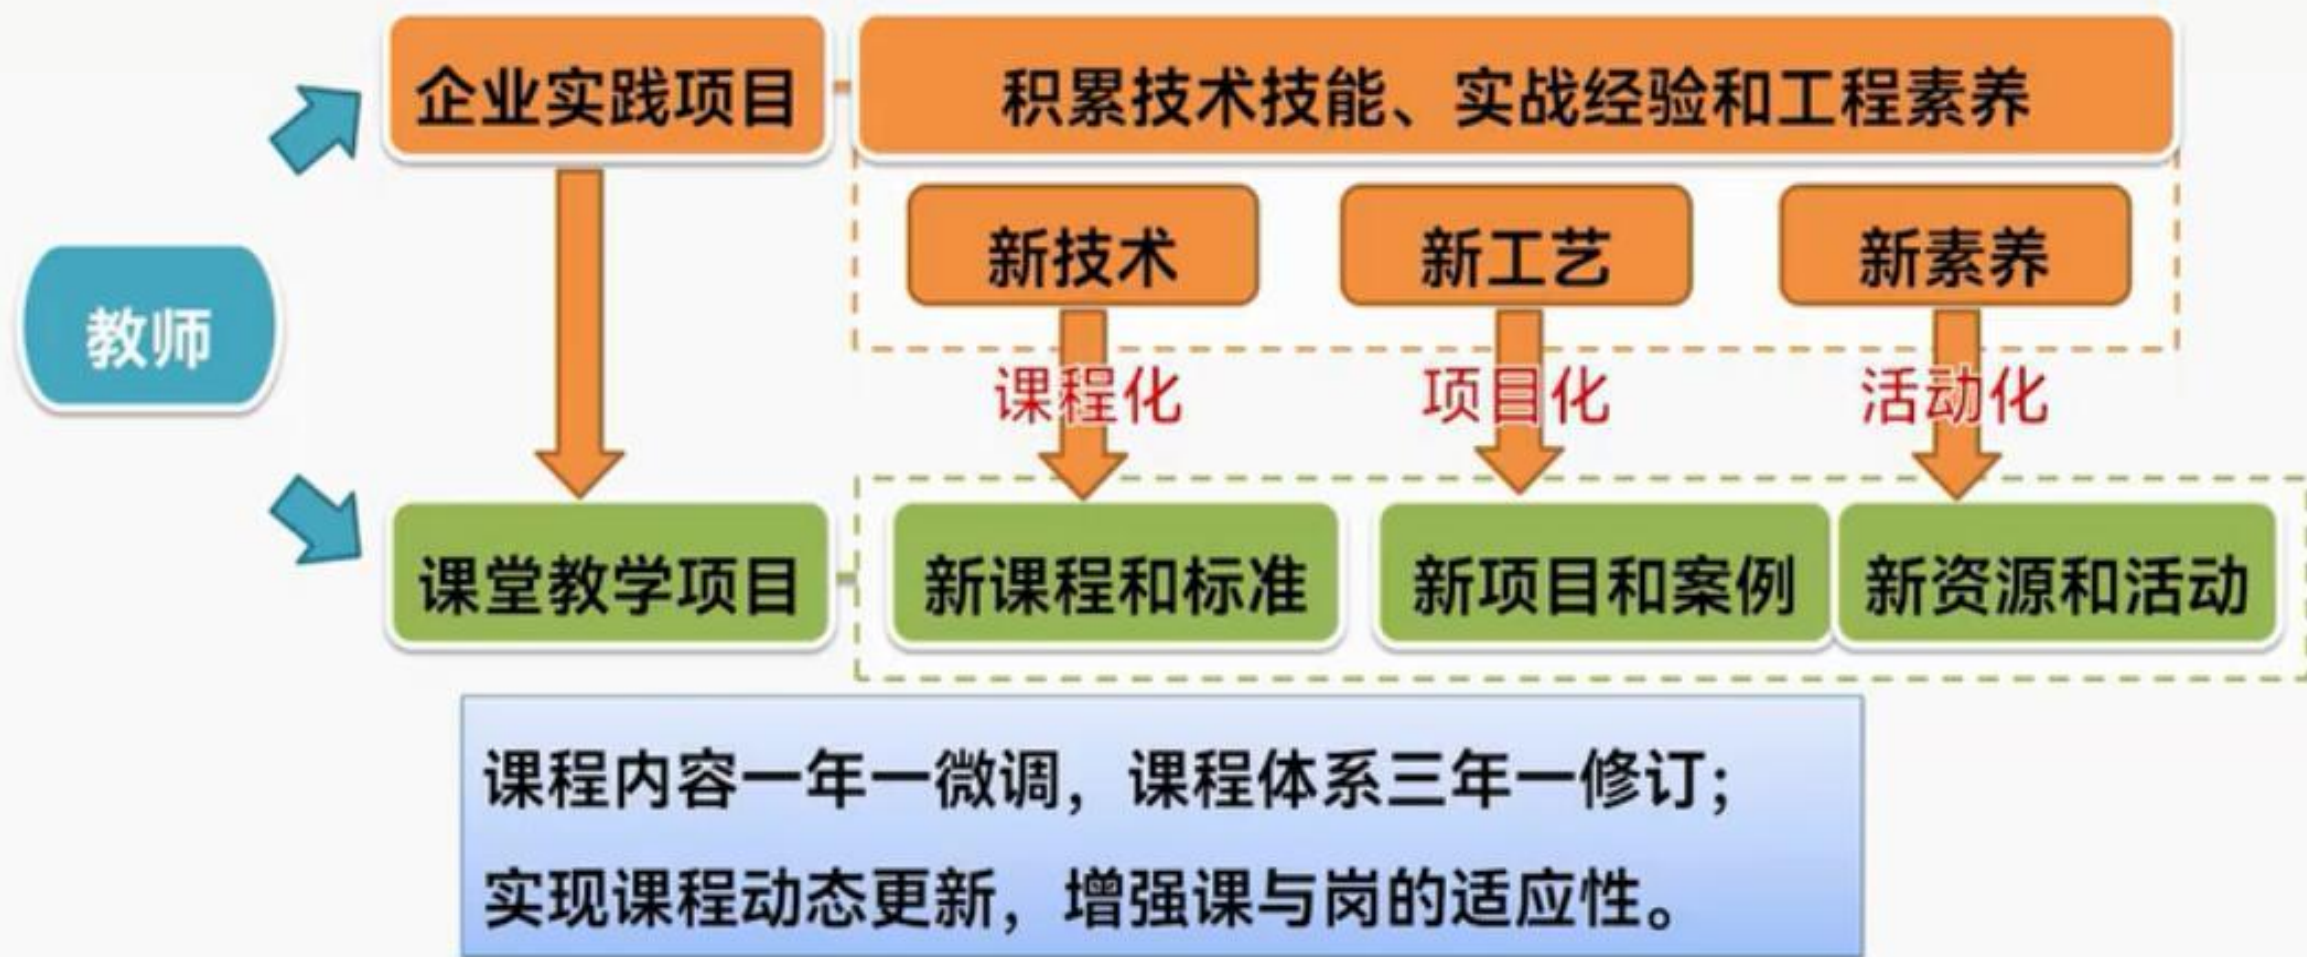 企业实践项目
积累技术技能、实战经验和工程素养
新技术
新工艺
新素养
教师
课程化
项目化
活动化
课堂教学项目
新课程和标准
新项目和案例
新资源和活动
课程内容一年一微调，课程体系三年一修订；
实现课程动态更新，增强课与岗的适应性。